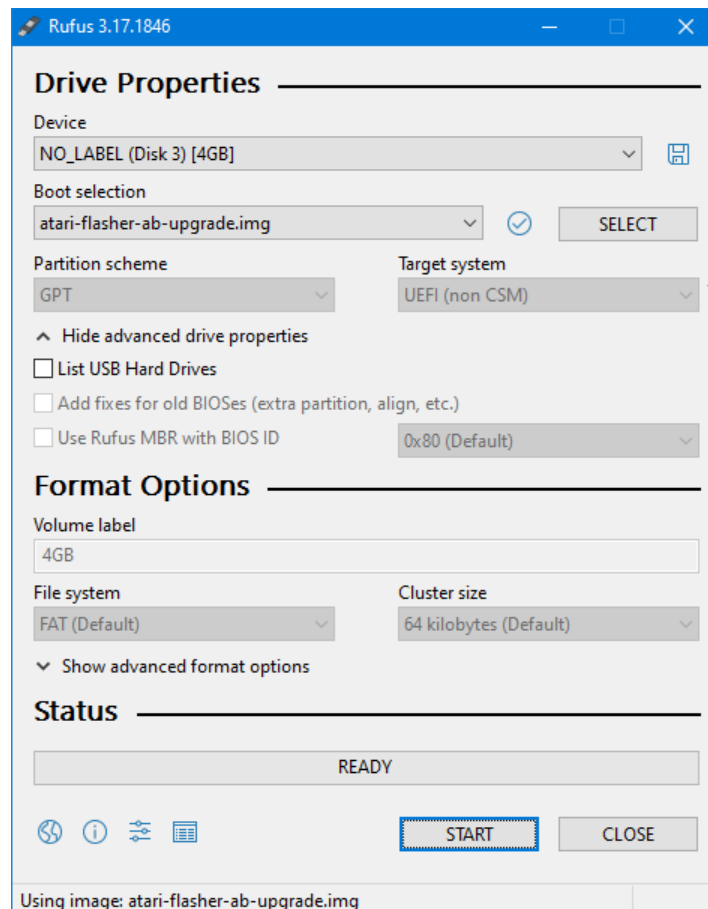 Rufus 3.17.1846
Drive Properties
Device
NO_LABEL (Disk 3) [4GB]
Boot selection
atari-flasher-ab-upgrade.img
SELECT
Partition scheme
Target system
GPT
UEFI (non CSM)
Hide advanced drive properties
List USB Hard Drives
Add fixes for old BIOSes (extra partition, align, etc.)
Use Rufus MBR with BIOS ID
0x80 (Default)
Format Options
Volume label
4GB
File system
Cluster size
FAT (Default)
64 kilobytes (Default)
Show advanced format options
Status
READY
START
CLOSE
Using image: atari-flasher-ab-upgrade.img